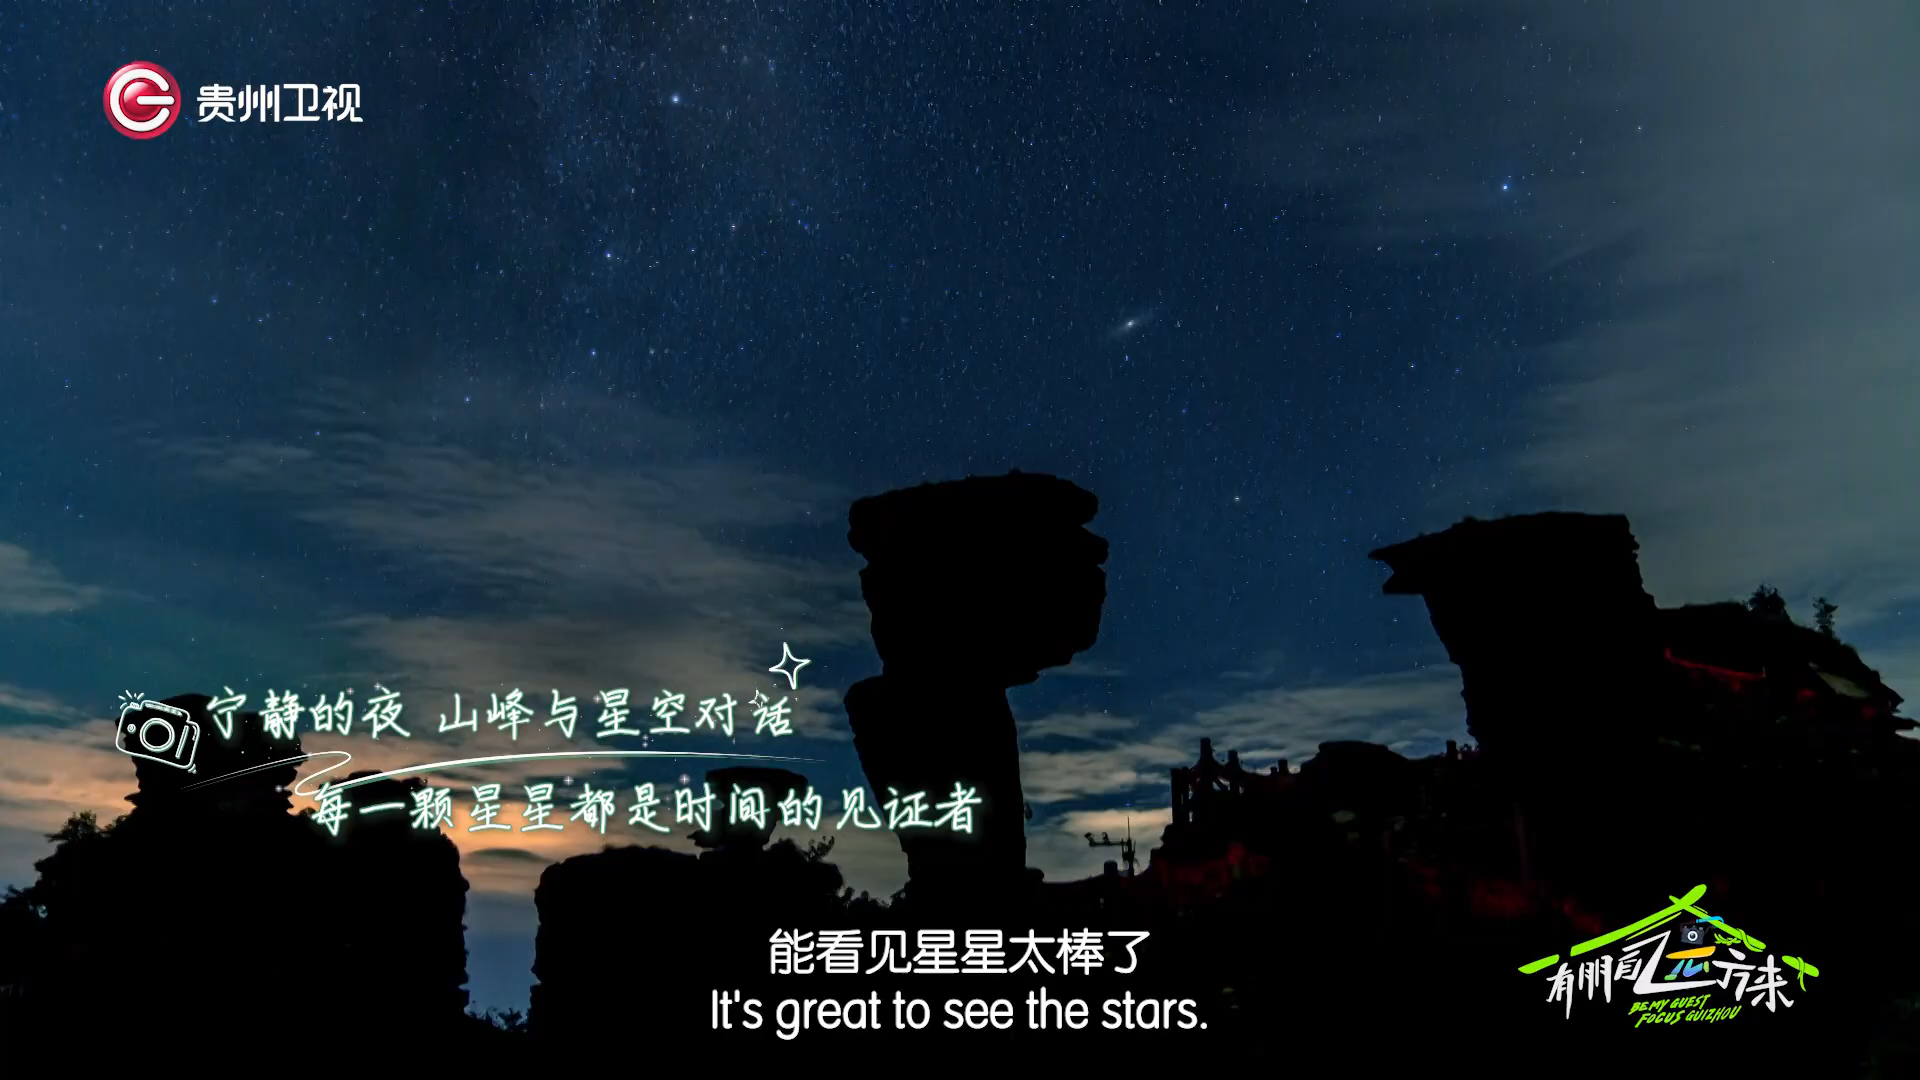 贵州卫视
宁静的夜 山峰与星空对话
每一颗星星都是时间的见证者
能看见星星太棒了
It's great to see the stars.
有朋自远方来
BE MY GUEST
FOCUS GUIZHOU